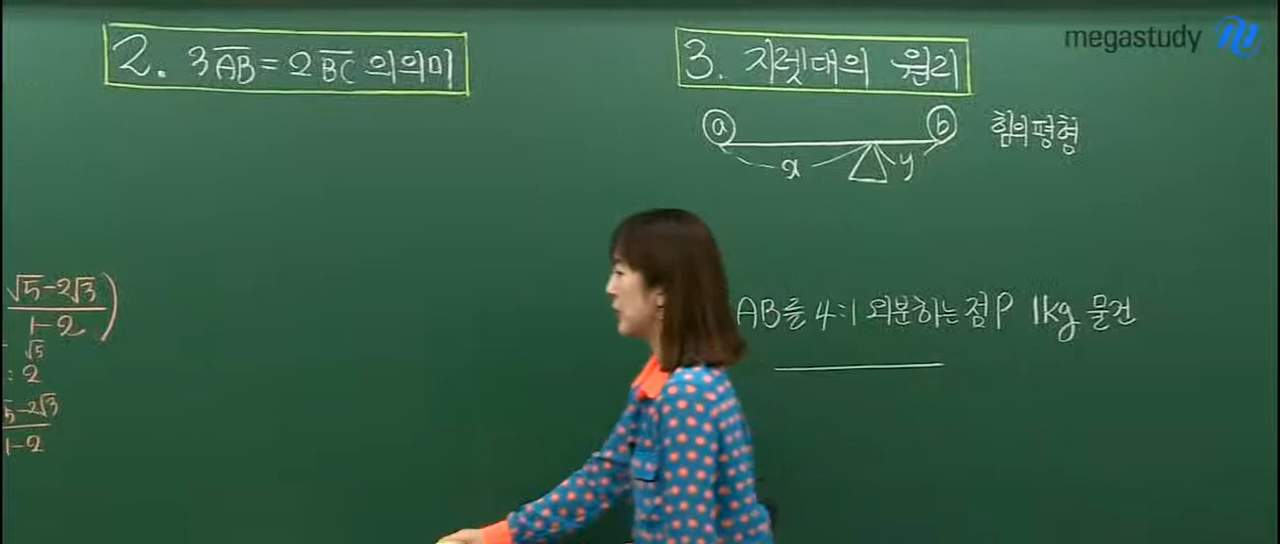 megastudy
2. 3AB=2BC 의 의미
3. 지렛대의 원리
a b 힘의 평형
x y
√5-2√3
1-2 )
√5
= 2
5-2√3
1-2
AB를 4:1 외분하는 점 P 1kg 물건